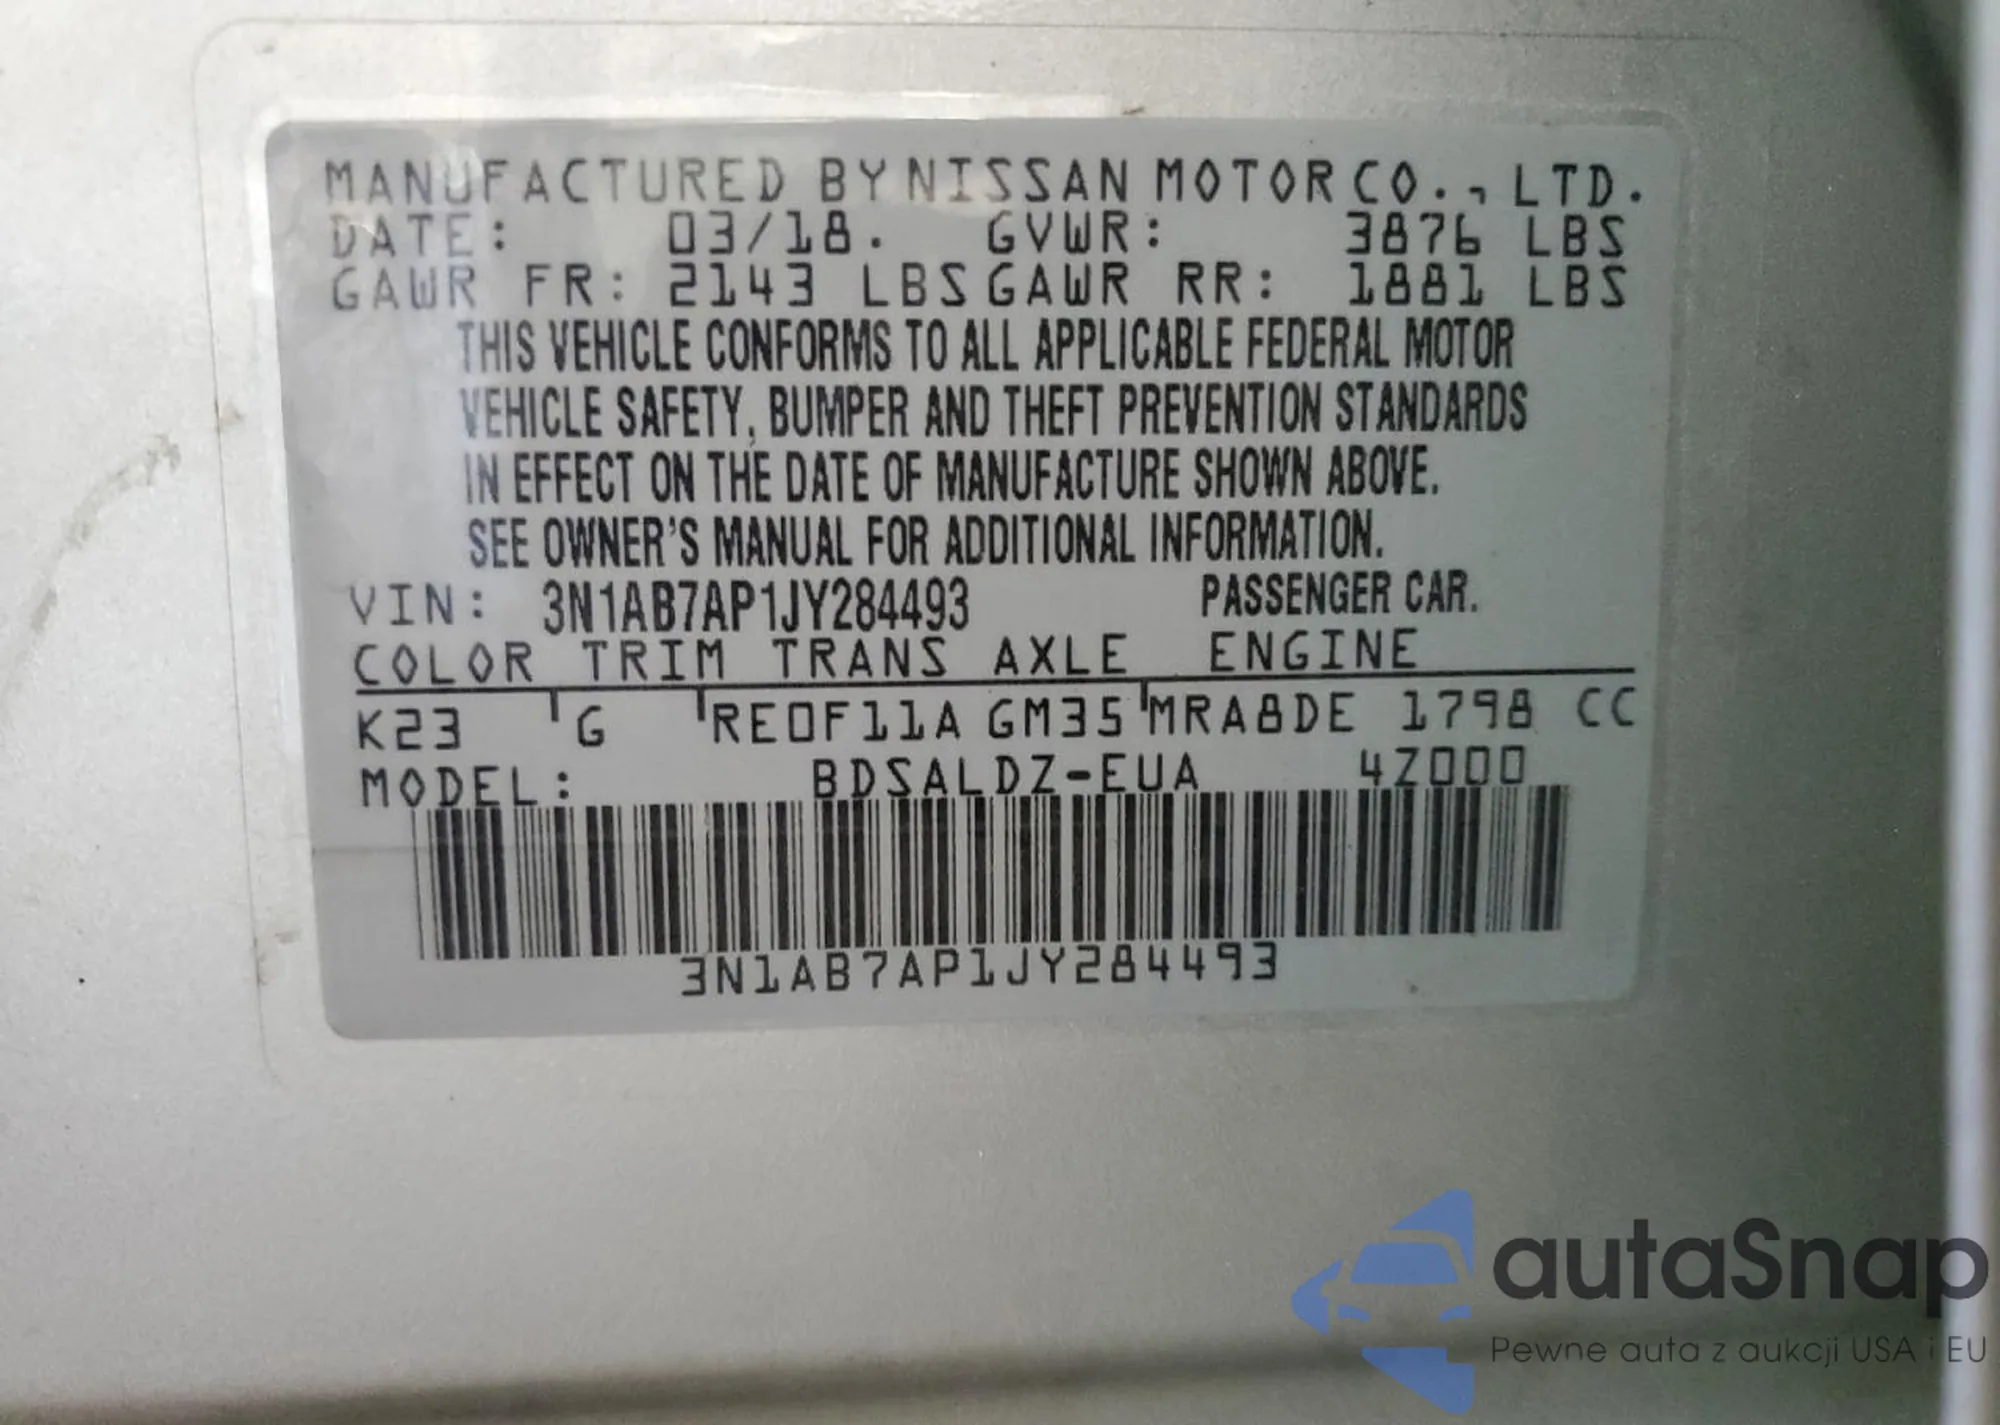 MANUFACTURED BY NISSAN MOTOR CO., LTD.
DATE: 03/18. GVWR: 3876 LBS
GAWR FR: 2143 LBS GAWR RR: 1881 LBS
THIS VEHICLE CONFORMS TO ALL APPLICABLE FEDERAL MOTOR
VEHICLE SAFETY, BUMPER AND THEFT PREVENTION STANDARDS
IN EFFECT ON THE DATE OF MANUFACTURE SHOWN ABOVE.
SEE OWNER'S MANUAL FOR ADDITIONAL INFORMATION.
VIN: 3N1AB7AP1JY284493 PASSENGER CAR.
COLOR TRIM TRANS AXLE ENGINE
K23 G RE0F11A GM35 MRA8DE 1798 CC
MODEL: BDSALDZ-EUA 4Z000
3N1AB7AP1JY284493
autaSnap
Pewne auta z aukcji USA i EU